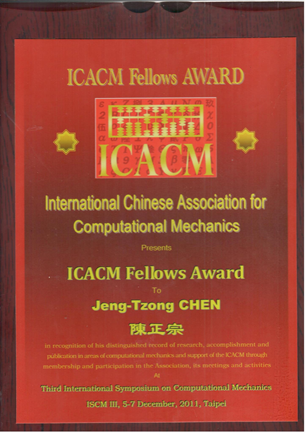 ICACM Fellows AWARD
ICACM
International Chinese Association for
Computational Mechanics
Presents
ICACM Fellows Award
To
Jeng-Tzong CHEN
陳正宗
in recognition of his distinguished record of research, accomplishment and
publication in areas of computational mechanics and support of the ICACM through
membership and participation in the Association, its meetings and activities
At
Third International Symposium on Computational Mechanics
ISCM III, 5-7 December, 2011, Taipei